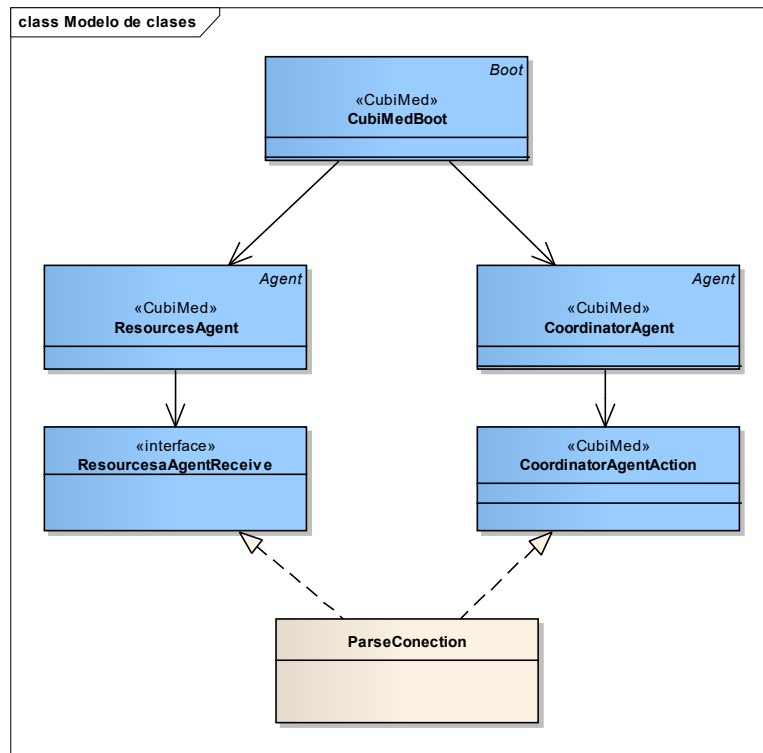 class Modelo de clases
Boot
«CubiMed»
CubiMedBoot
Agent
«CubiMed»
ResourcesAgent
Agent
«CubiMed»
CoordinatorAgent
«interface»
ResourcesaAgentReceive
«CubiMed»
CoordinatorAgentAction
ParseConection